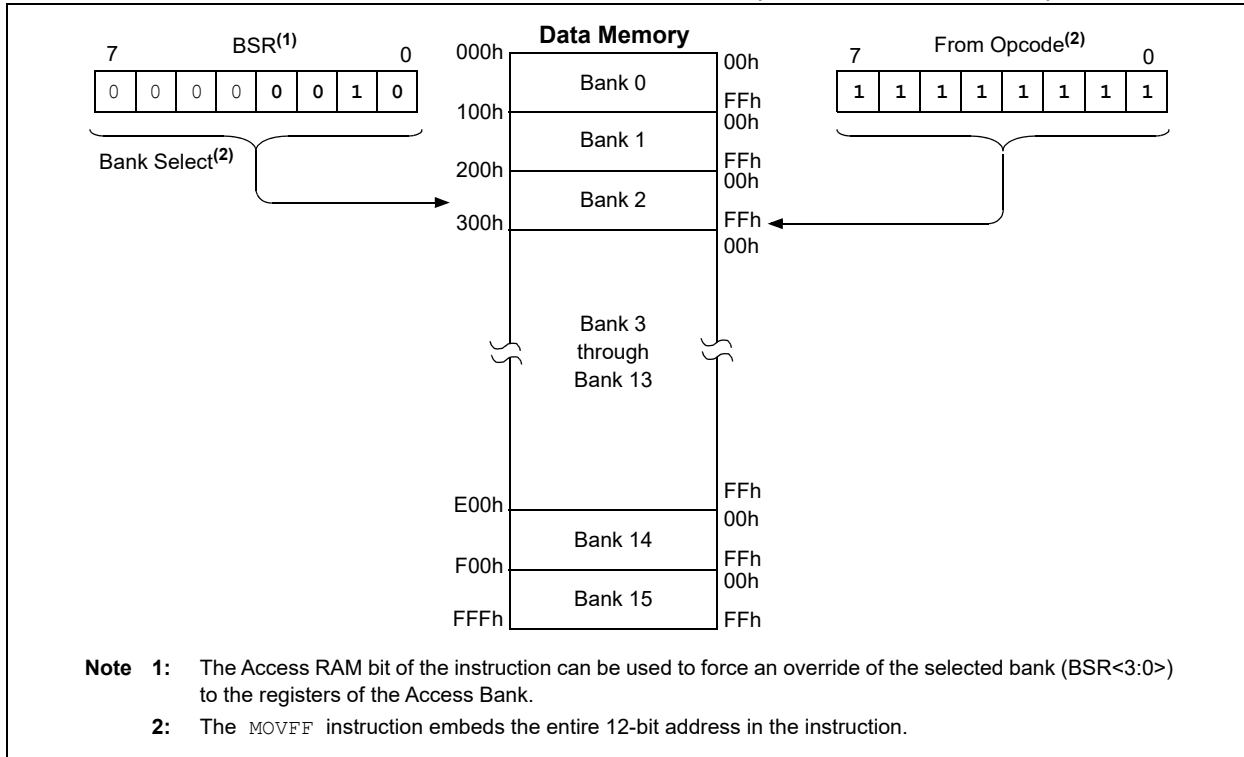 Data Memory
7 BSR(1) 0
0 0 0 0 0 0 1 0
Bank Select(2)
000h
100h
200h
300h
E00h
F00h
FFFh
Bank 0
Bank 1
Bank 2
Bank 3
through
Bank 13
Bank 14
Bank 15
00h
FFh
00h
FFh
00h
FFh
00h
FFh
00h
FFh
00h
FFh
7 From Opcode(2) 0
1 1 1 1 1 1 1 1
Note 1: The Access RAM bit of the instruction can be used to force an override of the selected bank (BSR<3:0>)
to the registers of the Access Bank.
2: The MOVFF instruction embeds the entire 12-bit address in the instruction.